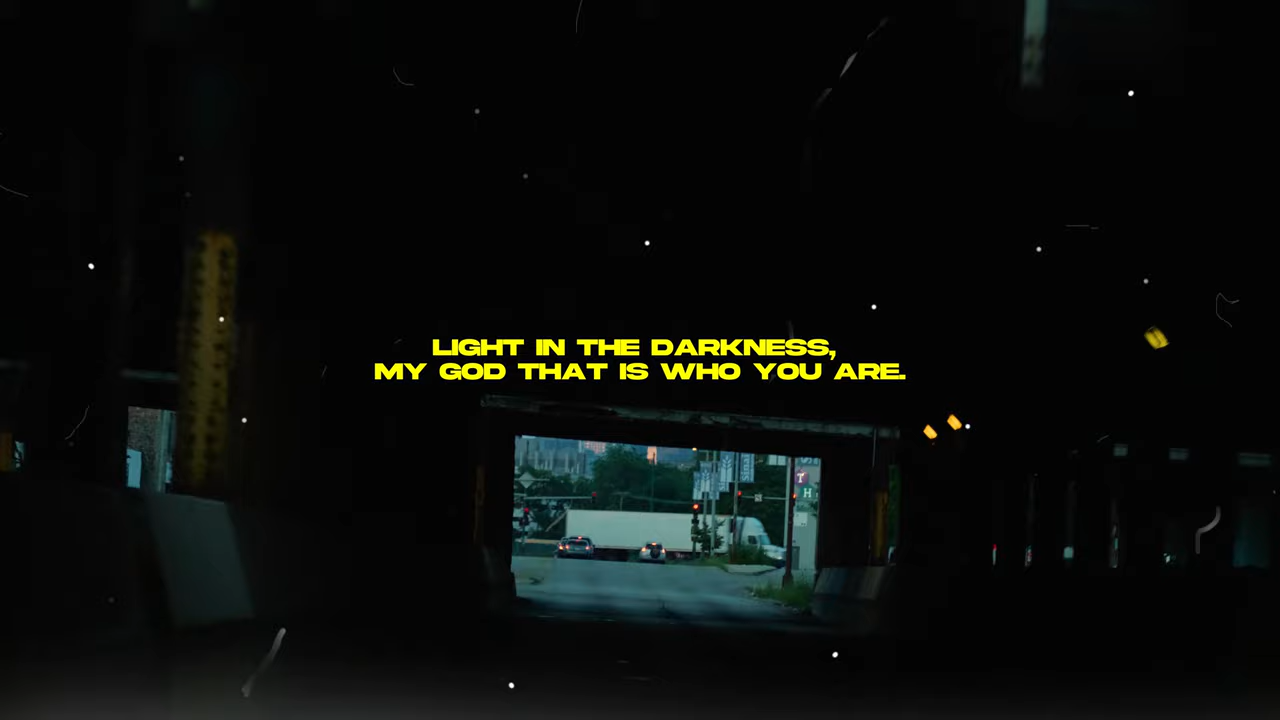 LIGHT IN THE DARKNESS,
MY GOD THAT IS WHO YOU ARE.
T
H